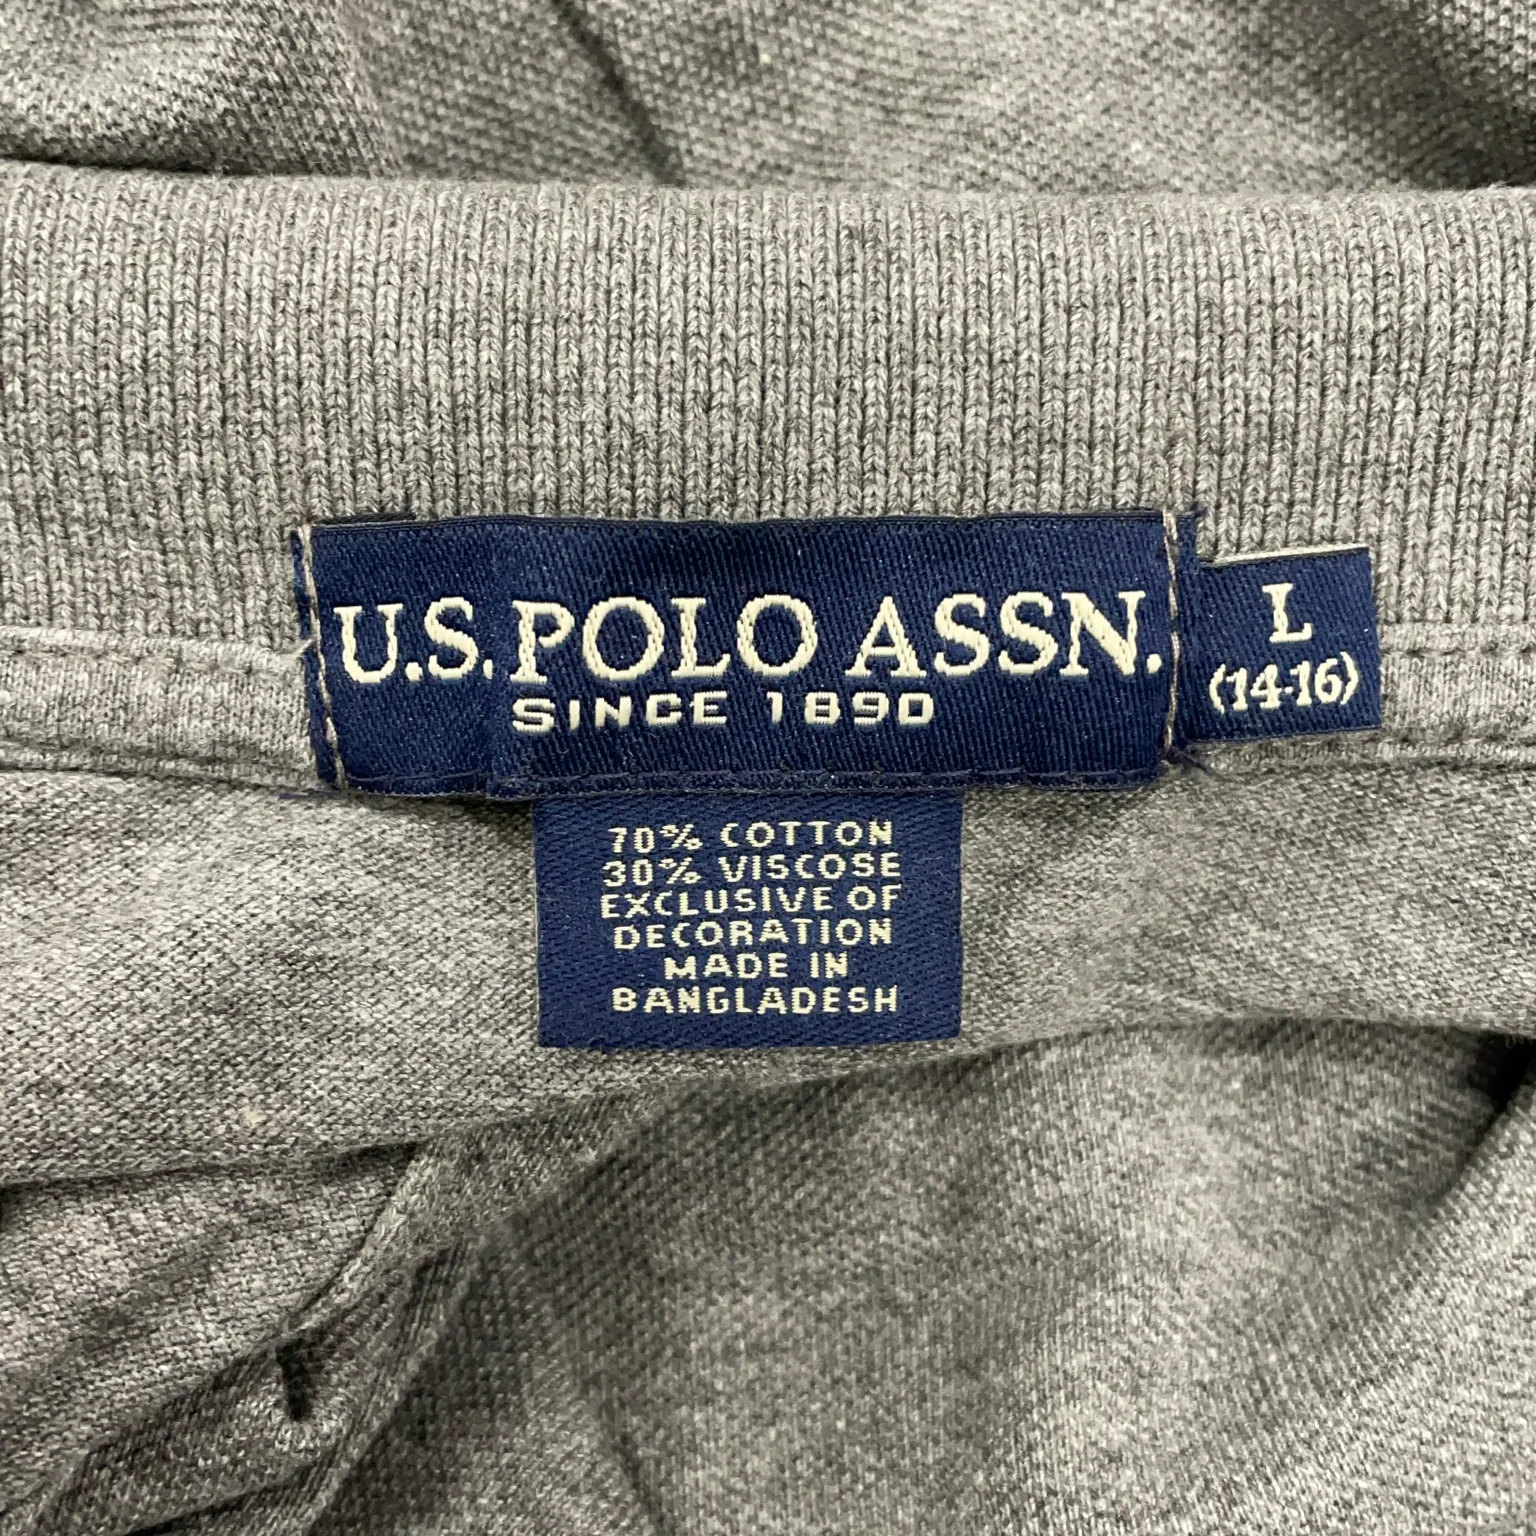 U.S. POLO ASSN.
SINCE 1890
L
(14-16)
70% COTTON
30% VISCOSE
EXCLUSIVE OF
DECORATION
MADE IN
BANGLADESH